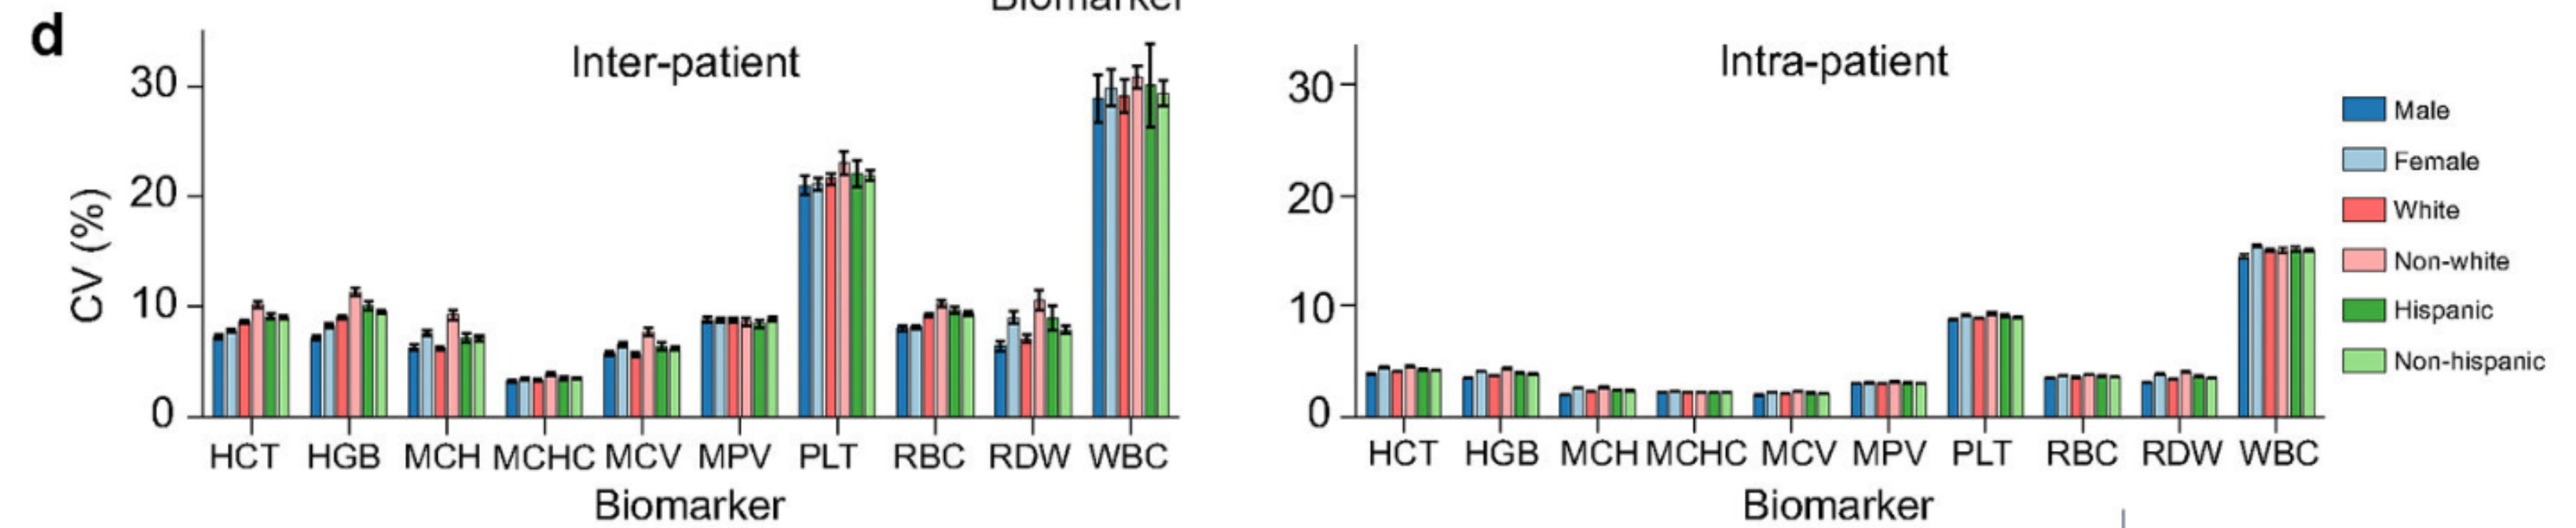 Biomarker
d
Inter-patient
CV (%)
30
20
10
0
HCT HGB MCH MCHC MCV MPV PLT RBC RDW WBC
Biomarker
Intra-patient
30
20
10
0
HCT HGB MCH MCHC MCV MPV PLT RBC RDW WBC
Biomarker
Male
Female
White
Non-white
Hispanic
Non-hispanic